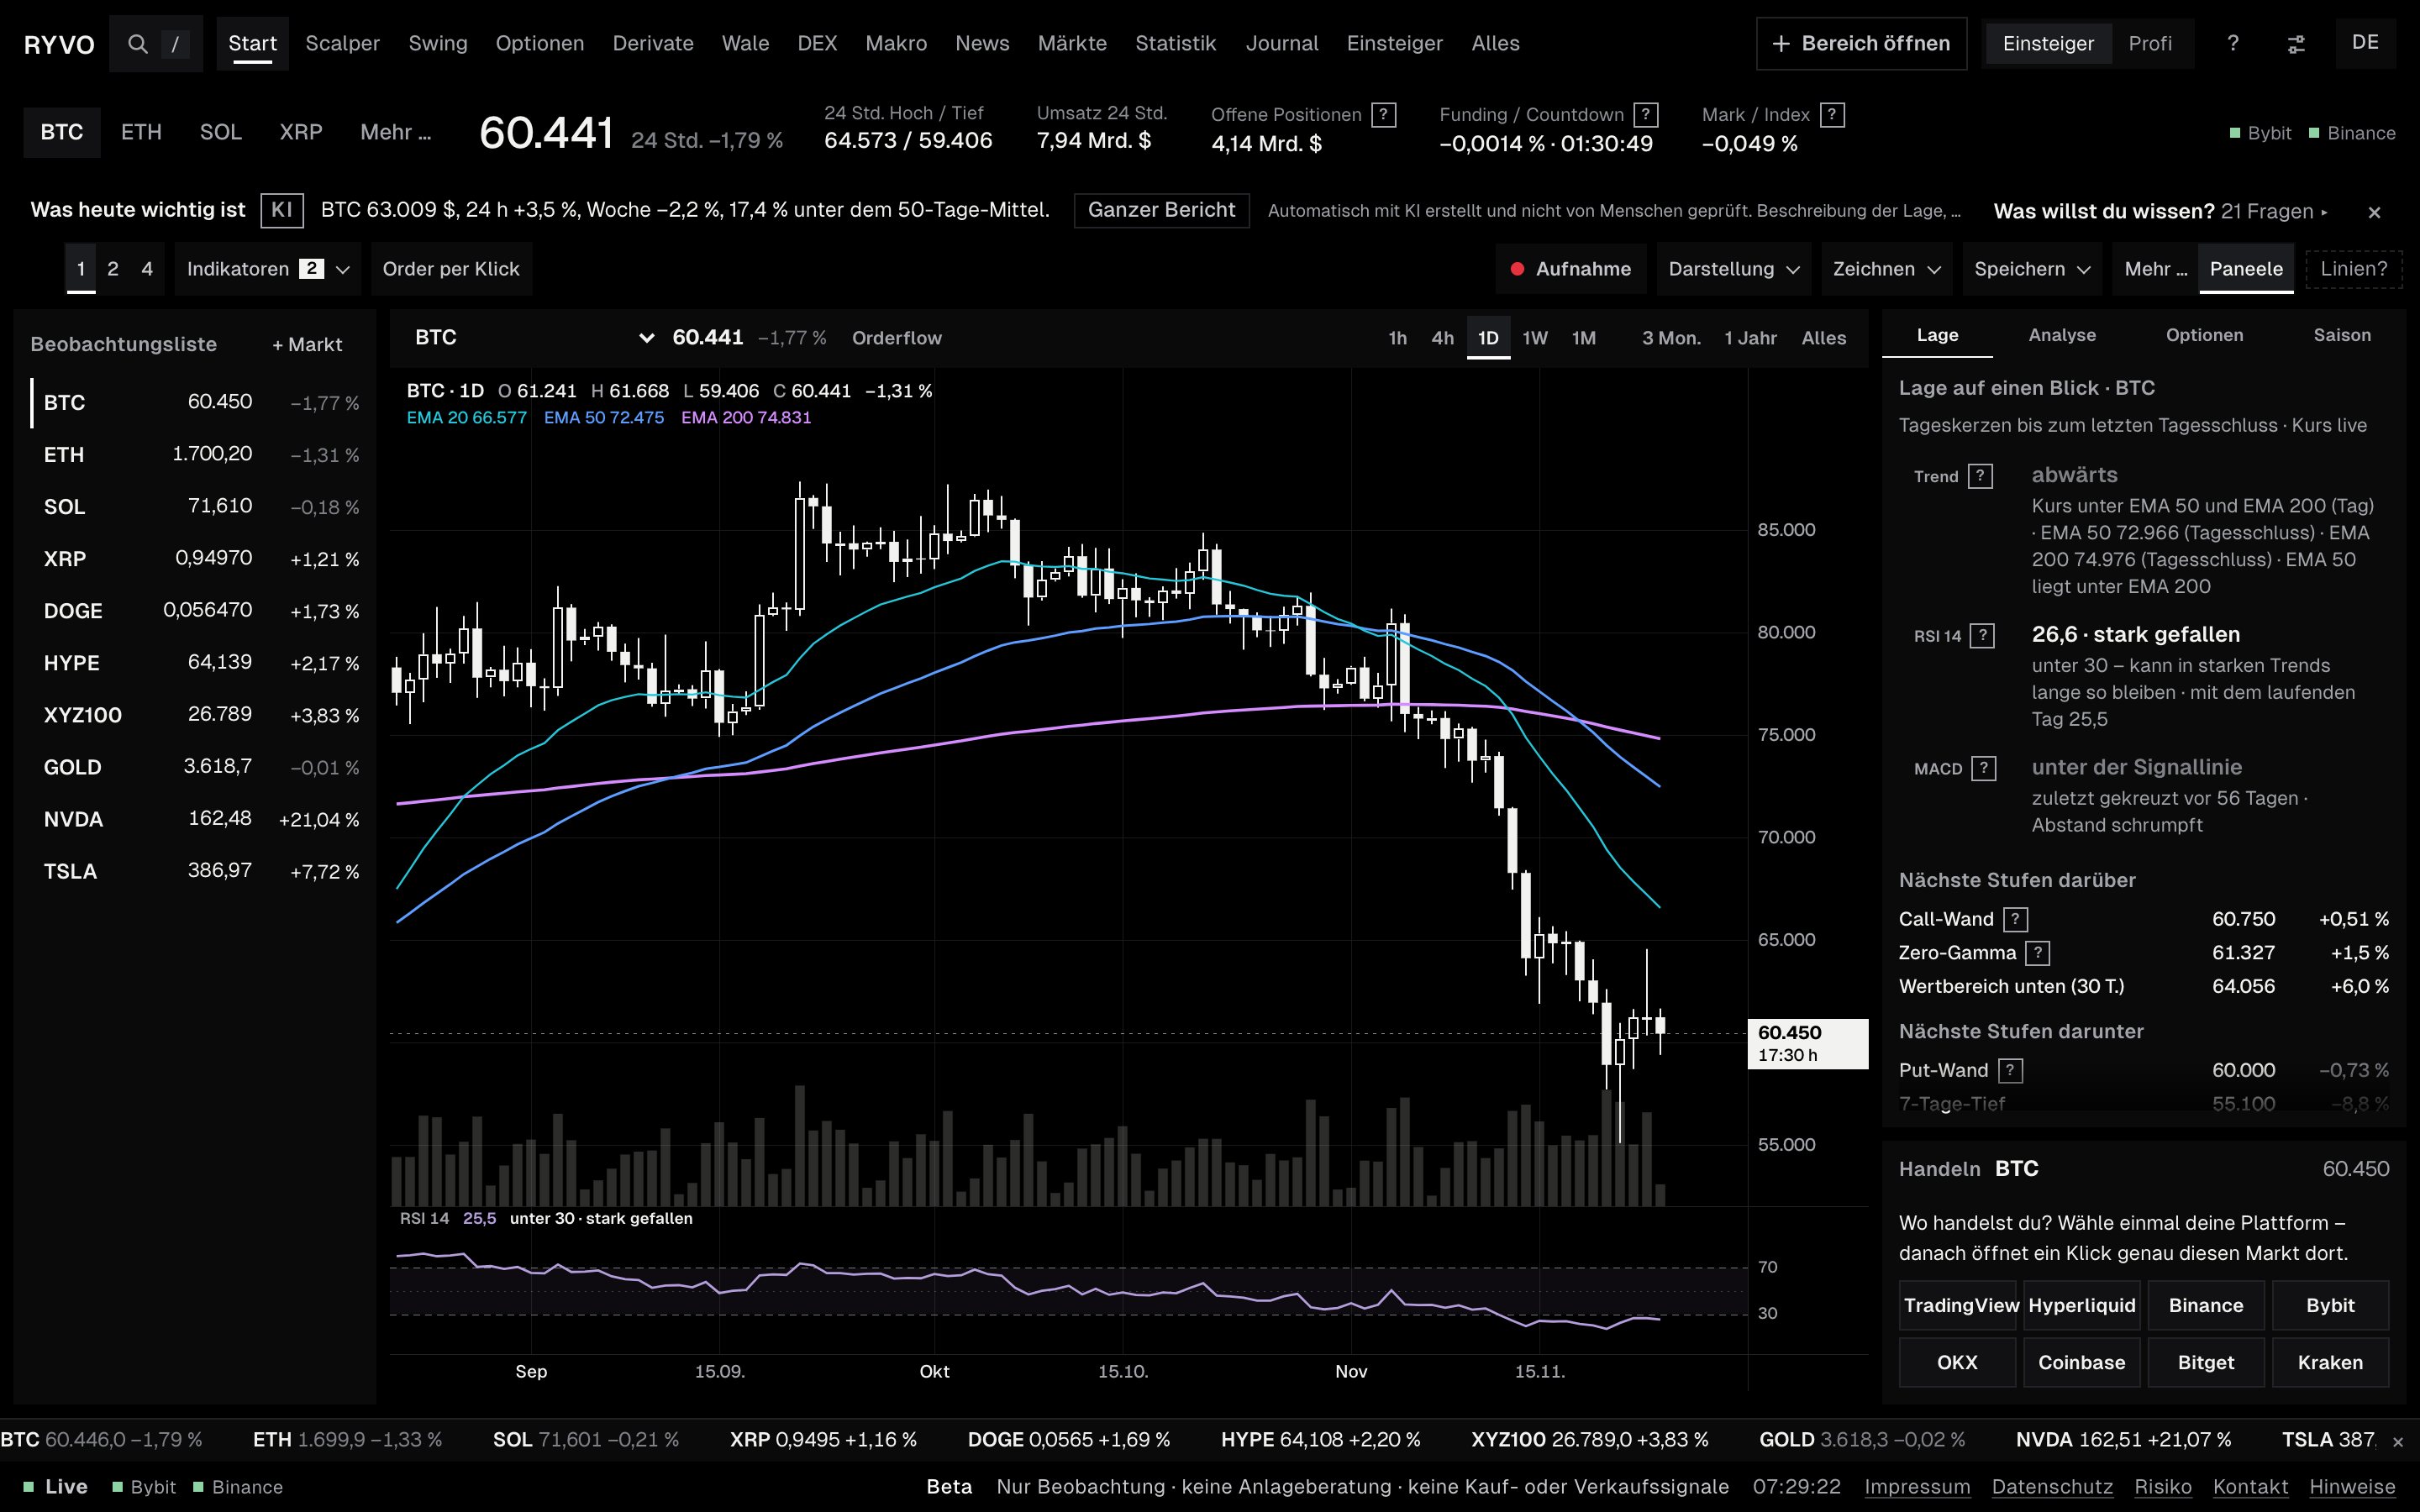 RYVO / Start Scalper Swing Optionen Derivate Wale DEX Makro News Märkte Statistik Journal Einsteiger Alles + Bereich öffnen Einsteiger Profi ? DE
BTC ETH SOL XRP Mehr ... 60.441 24 Std. −1,79 %
24 Std. Hoch / Tief
64.573 / 59.406
Umsatz 24 Std.
7,94 Mrd. $
Offene Positionen ?
4,14 Mrd. $
Funding / Countdown ?
−0,0014 % · 01:30:49
Mark / Index ?
−0,049 %
Bybit Binance
Was heute wichtig ist KI BTC 63.009 $, 24 h +3,5 %, Woche −2,2 %, 17,4 % unter dem 50-Tage-Mittel. Ganzer Bericht Automatisch mit KI erstellt und nicht von Menschen geprüft. Beschreibung der Lage, ... Was willst du wissen? 21 Fragen ▸ ×
1 2 4 Indikatoren 2 Order per Klick Aufnahme Darstellung Zeichnen Speichern Mehr ... Paneele Linien?
Beobachtungsliste + Markt
BTC 60.450 −1,77 %
ETH 1.700,20 −1,31 %
SOL 71,610 −0,18 %
XRP 0,94970 +1,21 %
DOGE 0,056470 +1,73 %
HYPE 64,139 +2,17 %
XYZ100 26.789 +3,83 %
GOLD 3.618,7 −0,01 %
NVDA 162,48 +21,04 %
TSLA 386,97 +7,72 %
BTC 60.441 −1,77 % Orderflow 1h 4h 1D 1W 1M 3 Mon. 1 Jahr Alles
BTC · 1D O 61.241 H 61.668 L 59.406 C 60.441 −1,31 %
EMA 20 66.577 EMA 50 72.475 EMA 200 74.831
85.000
80.000
75.000
70.000
65.000
60.450
17:30 h
55.000
RSI 14 25,5 unter 30 · stark gefallen
70
30
Sep 15.09. Okt 15.10. Nov 15.11.
Lage Analyse Optionen Saison
Lage auf einen Blick · BTC
Tageskerzen bis zum letzten Tagesschluss · Kurs live
Trend ? abwärts
Kurs unter EMA 50 und EMA 200 (Tag)
· EMA 50 72.966 (Tagesschluss) · EMA
200 74.976 (Tagesschluss) · EMA 50
liegt unter EMA 200
RSI 14 ? 26,6 · stark gefallen
unter 30 – kann in starken Trends
lange so bleiben · mit dem laufenden
Tag 25,5
MACD ? unter der Signallinie
zuletzt gekreuzt vor 56 Tagen ·
Abstand schrumpft
Nächste Stufen darüber
Call-Wand ? 60.750 +0,51 %
Zero-Gamma ? 61.327 +1,5 %
Wertbereich unten (30 T.) 64.056 +6,0 %
Nächste Stufen darunter
Put-Wand ? 60.000 −0,73 %
7-Tage-Tief 55.100 −8,8 %
Handeln BTC 60.450
Wo handelst du? Wähle einmal deine Plattform –
danach öffnet ein Klick genau diesen Markt dort.
TradingView Hyperliquid Binance Bybit
OKX Coinbase Bitget Kraken
BTC 60.446,0 −1,79 % ETH 1.699,9 −1,33 % SOL 71,601 −0,21 % XRP 0,9495 +1,16 % DOGE 0,0565 +1,69 % HYPE 64,108 +2,20 % XYZ100 26.789,0 +3,83 % GOLD 3.618,3 −0,02 % NVDA 162,51 +21,07 % TSLA 387, ×
Live Bybit Binance Beta Nur Beobachtung · keine Anlageberatung · keine Kauf- oder Verkaufssignale 07:29:22 Impressum Datenschutz Risiko Kontakt Hinweise